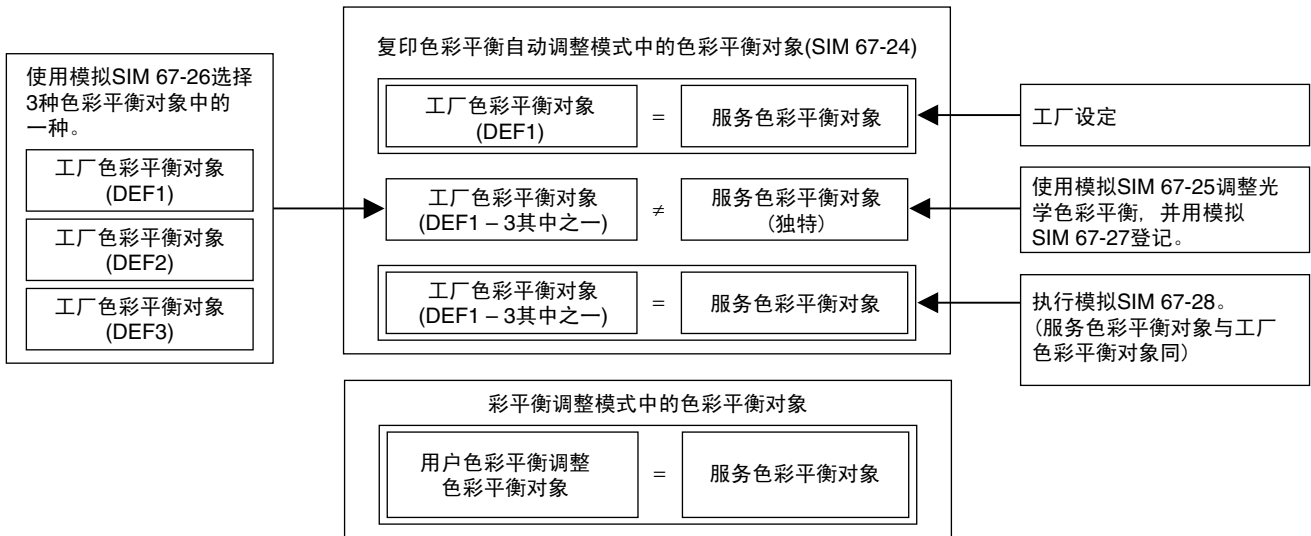 复印色彩平衡自动调整模式中的色彩平衡对象(SIM 67-24)
使用模拟SIM 67-26选择
3种色彩平衡对象中的
一种。
工厂色彩平衡对象
(DEF1)
工厂色彩平衡对象
(DEF2)
工厂色彩平衡对象
(DEF3)
工厂色彩平衡对象
(DEF1)
=
服务色彩平衡对象
工厂设定
工厂色彩平衡对象
(DEF1 – 3其中之一)
≠
服务色彩平衡对象
（独特）
使用模拟SIM 67-25调整光
学色彩平衡，并用模拟
SIM 67-27登记。
工厂色彩平衡对象
(DEF1 – 3其中之一)
=
服务色彩平衡对象
执行模拟SIM 67-28。
（服务色彩平衡对象与工厂
色彩平衡对象同）
彩平衡调整模式中的色彩平衡对象
用户色彩平衡调整
色彩平衡对象
=
服务色彩平衡对象